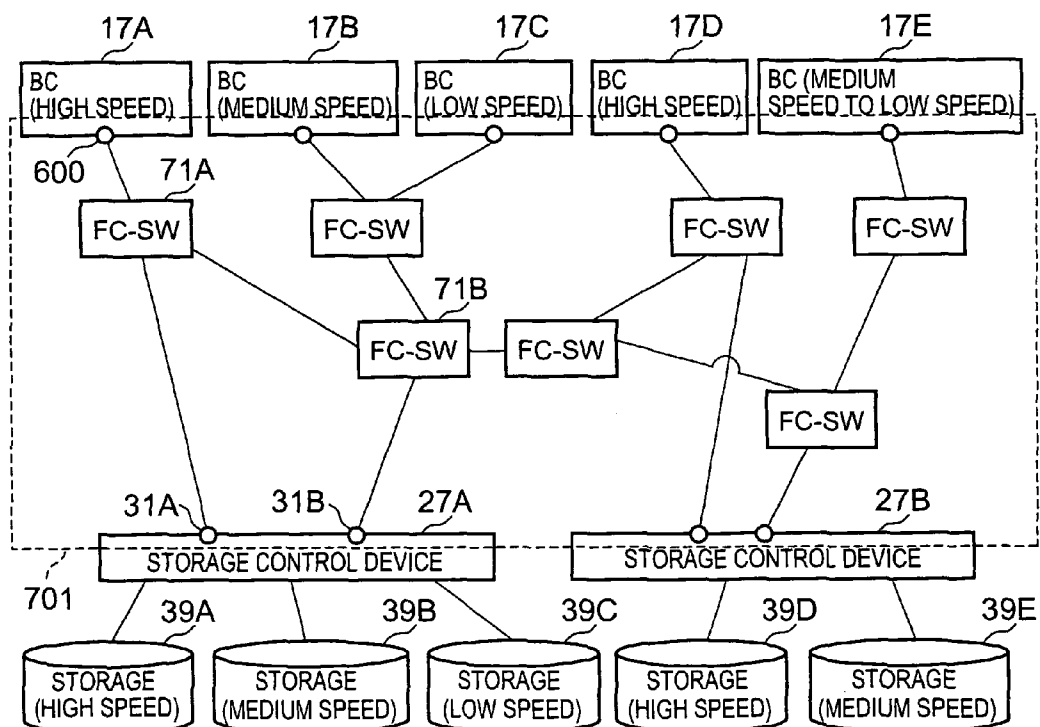 17A 17B 17C 17D 17E
BC
(HIGH SPEED)
BC
(MEDIUM SPEED)
BC
(LOW SPEED)
BC
(HIGH SPEED)
BC (MEDIUM
SPEED TO LOW SPEED)
600
71A
FC-SW
FC-SW
FC-SW
FC-SW
71B
FC-SW
FC-SW
FC-SW
31A 31B 27A 27B
STORAGE CONTROL DEVICE
STORAGE CONTROL DEVICE
701
39A 39B 39C 39D 39E
STORAGE
(HIGH SPEED)
STORAGE
(MEDIUM SPEED)
STORAGE
(LOW SPEED)
STORAGE
(HIGH SPEED)
STORAGE
(MEDIUM SPEED)